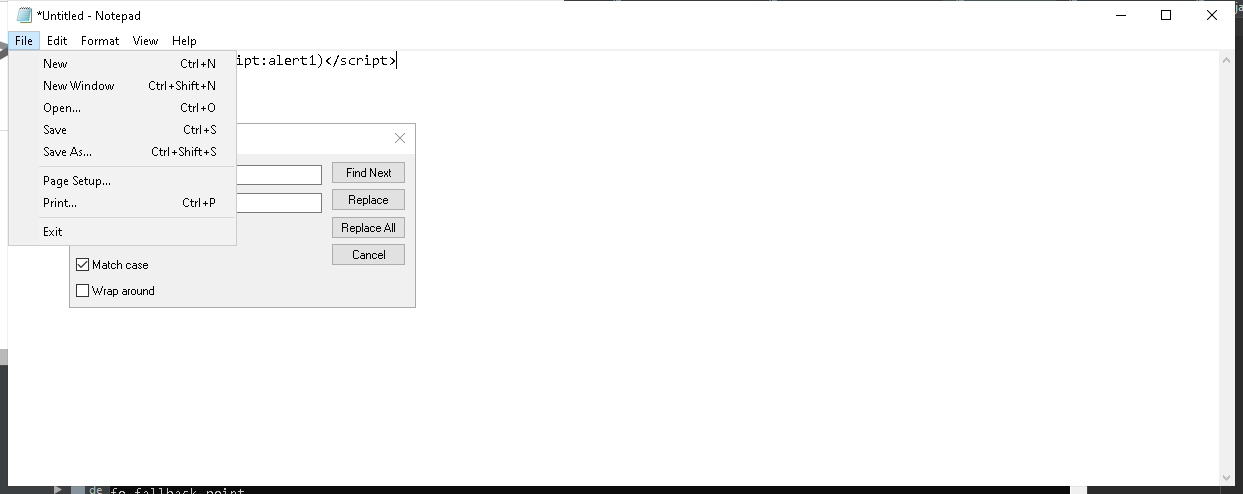 *Untitled - Notepad
File Edit Format View Help
ipt:alert1)</script>
New Ctrl+N
New Window Ctrl+Shift+N
Open... Ctrl+O
Save Ctrl+S
Save As... Ctrl+Shift+S
Page Setup...
Print... Ctrl+P
Exit
Find Next
Replace
Replace All
Cancel
Match case
Wrap around
de fo fallback point